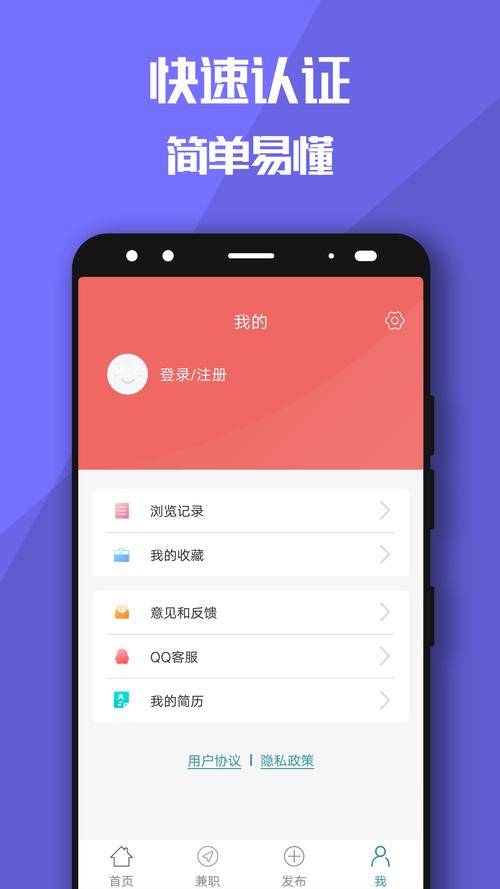 快速认证
简单易懂
我的
登录/注册
浏览记录
我的收藏
意见和反馈
QQ客服
我的简历
用户协议 | 隐私政策
首页 兼职 发布 我